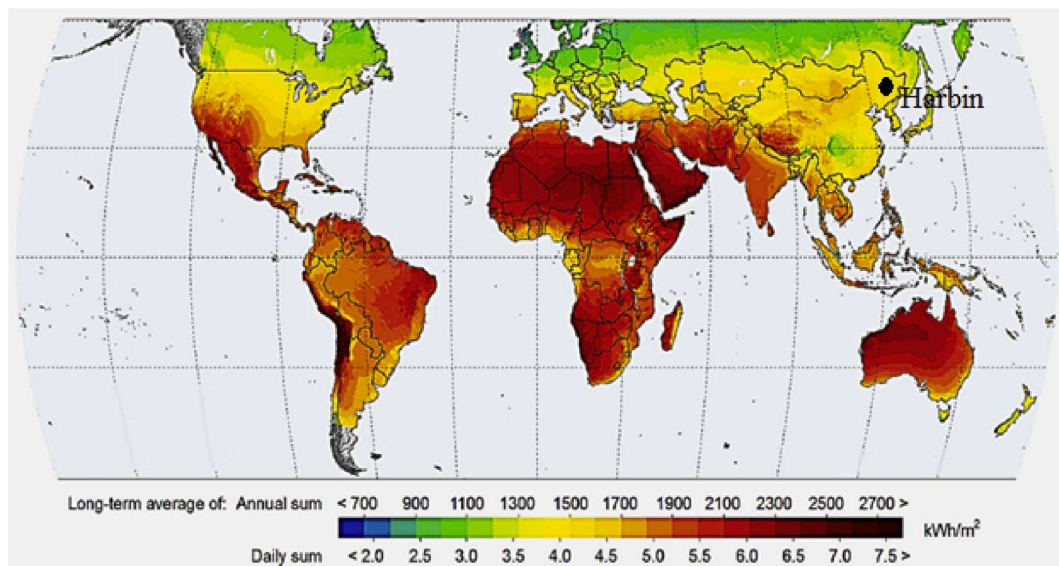 Harbin
Long-term average of: Annual sum < 700 900 1100 1300 1500 1700 1900 2100 2300 2500 2700 >
kWh/m²
Daily sum < 2.0 2.5 3.0 3.5 4.0 4.5 5.0 5.5 6.0 6.5 7.0 7.5 >